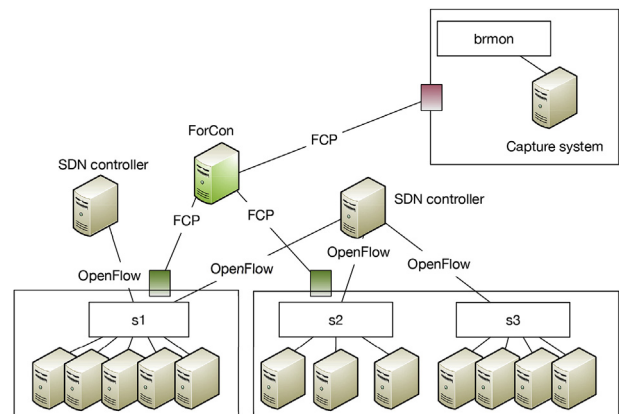 brmon
Capture system
FCP
ForCon
SDN controller
SDN controller
FCP
FCP
OpenFlow
OpenFlow
OpenFlow
OpenFlow
s1
s2
s3